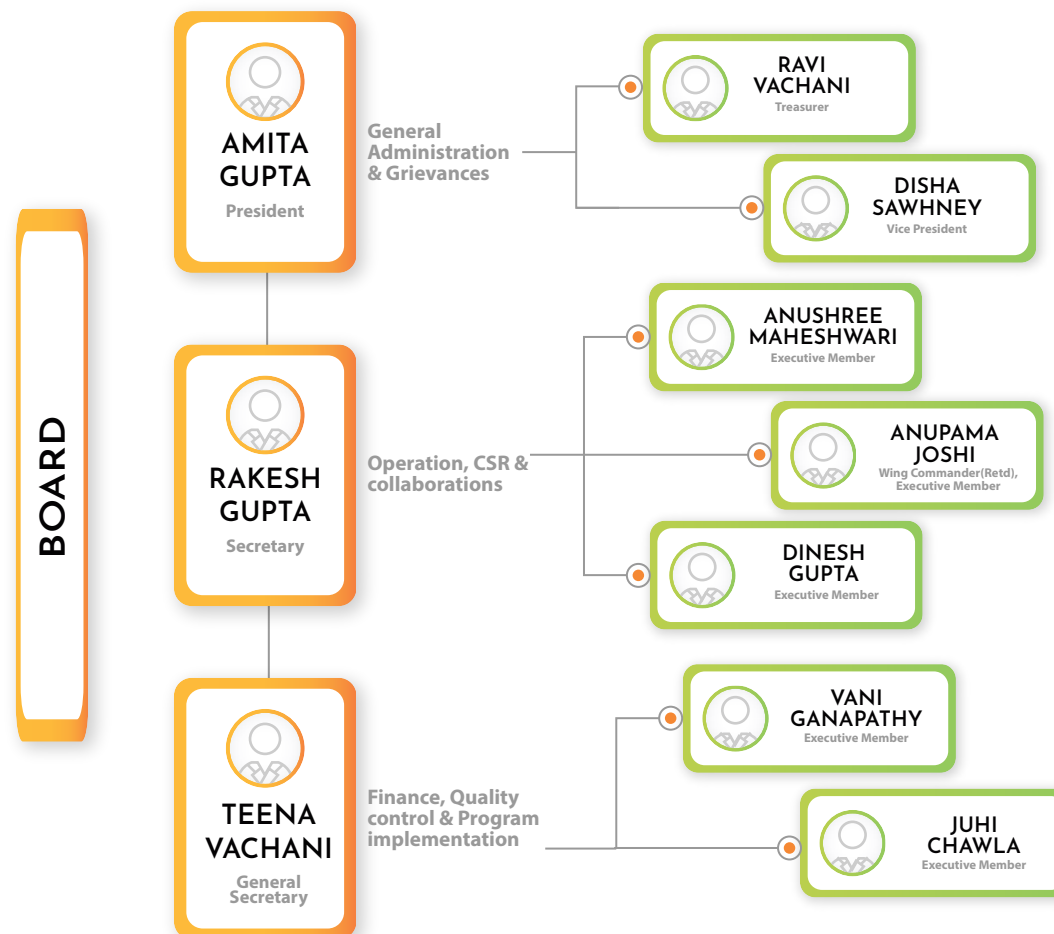 BOARD
AMITA
GUPTA
President
General
Administration
& Grievances
RAVI
VACHANI
Treasurer
DISHA
SAWHNEY
Vice President
RAKESH
GUPTA
Secretary
Operation, CSR &
collaborations
ANUSHREE
MAHESHWARI
Executive Member
ANUPAMA
JOSHI
Wing Commander(Retd),
Executive Member
DINESH
GUPTA
Executive Member
TEENA
VACHANI
General
Secretary
Finance, Quality
control & Program
implementation
VANI
GANAPATHY
Executive Member
JUHI
CHAWLA
Executive Member